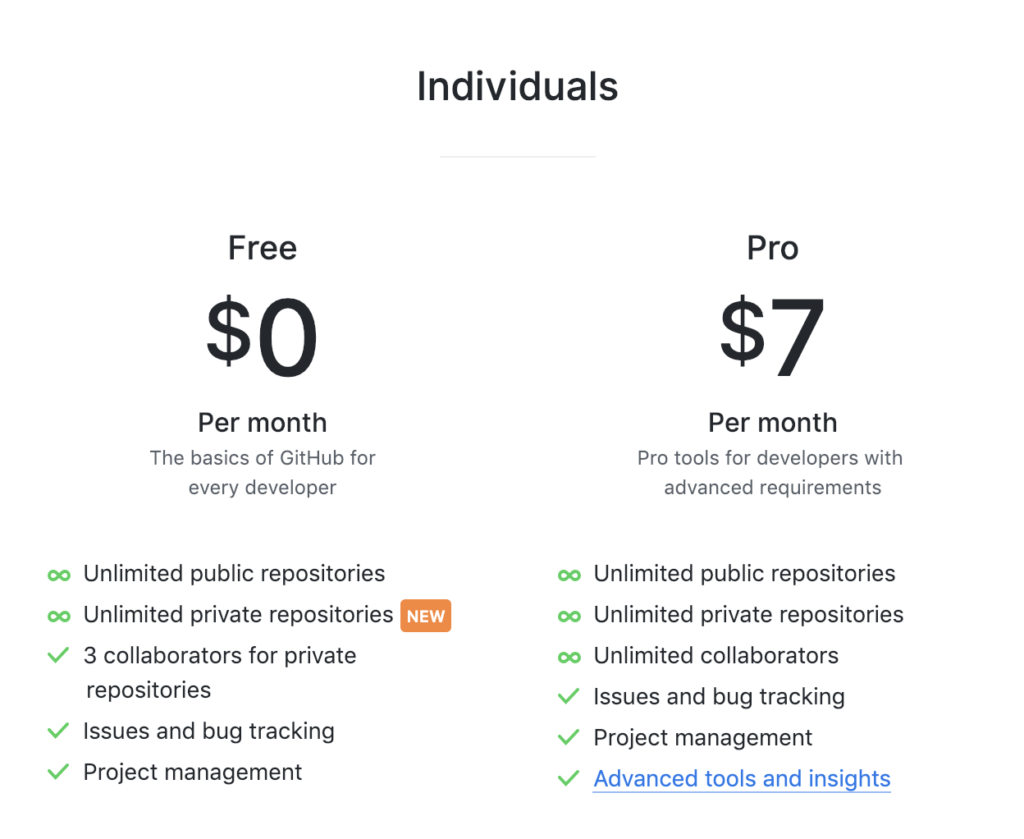 Individuals
Free
$0
Per month
The basics of GitHub for
every developer
∞ Unlimited public repositories
∞ Unlimited private repositories NEW
✓ 3 collaborators for private
repositories
✓ Issues and bug tracking
✓ Project management
Pro
$7
Per month
Pro tools for developers with
advanced requirements
∞ Unlimited public repositories
∞ Unlimited private repositories
∞ Unlimited collaborators
✓ Issues and bug tracking
✓ Project management
✓ Advanced tools and insights